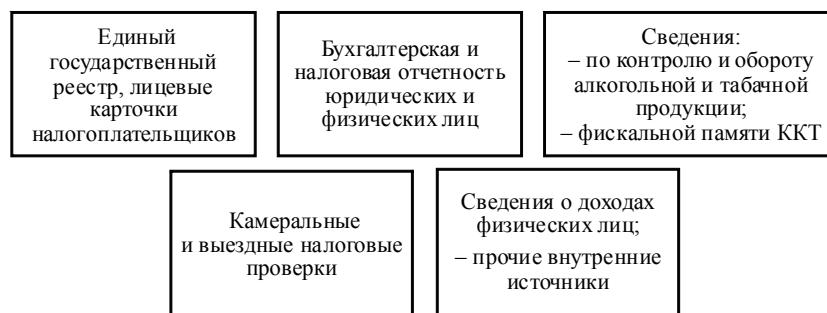 Единый
государственный
реестр, лицевые
карточки
налогоплательщиков
Бухгалтерская и
налоговая отчетность
юридических и
физических лиц
Сведения:
– по контролю и обороту
алкогольной и табачной
продукции;
– фискальной памяти ККТ
Камеральные
и выездные налоговые
проверки
Сведения о доходах
физических лиц;
– прочие внутренние
источники